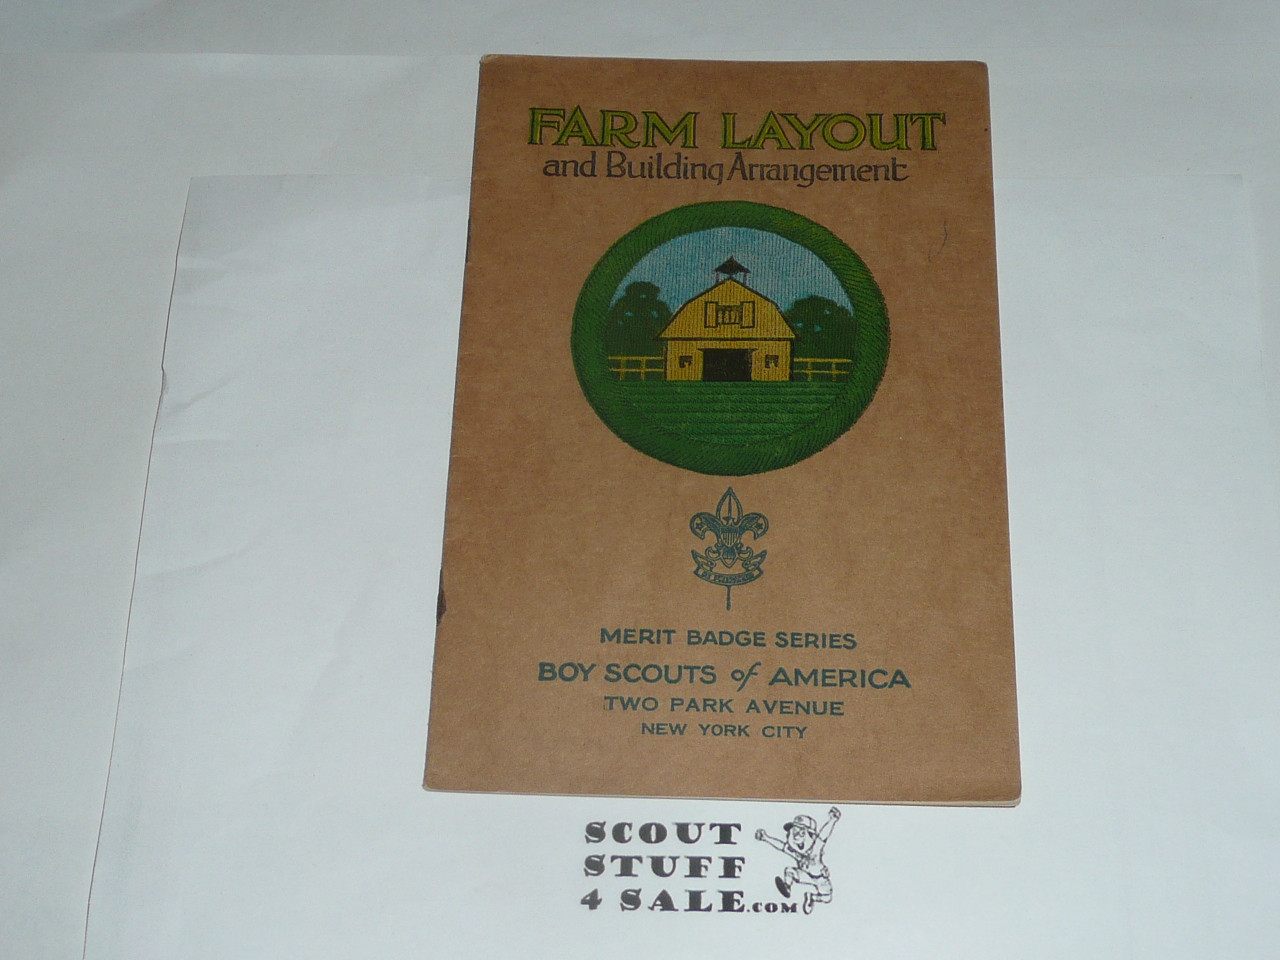 FARM LAYOUT
and Building Arrangement
MERIT BADGE SERIES
BOY SCOUTS of AMERICA
TWO PARK AVENUE
NEW YORK CITY
SCOUT
STUFF
4 SALE.COM